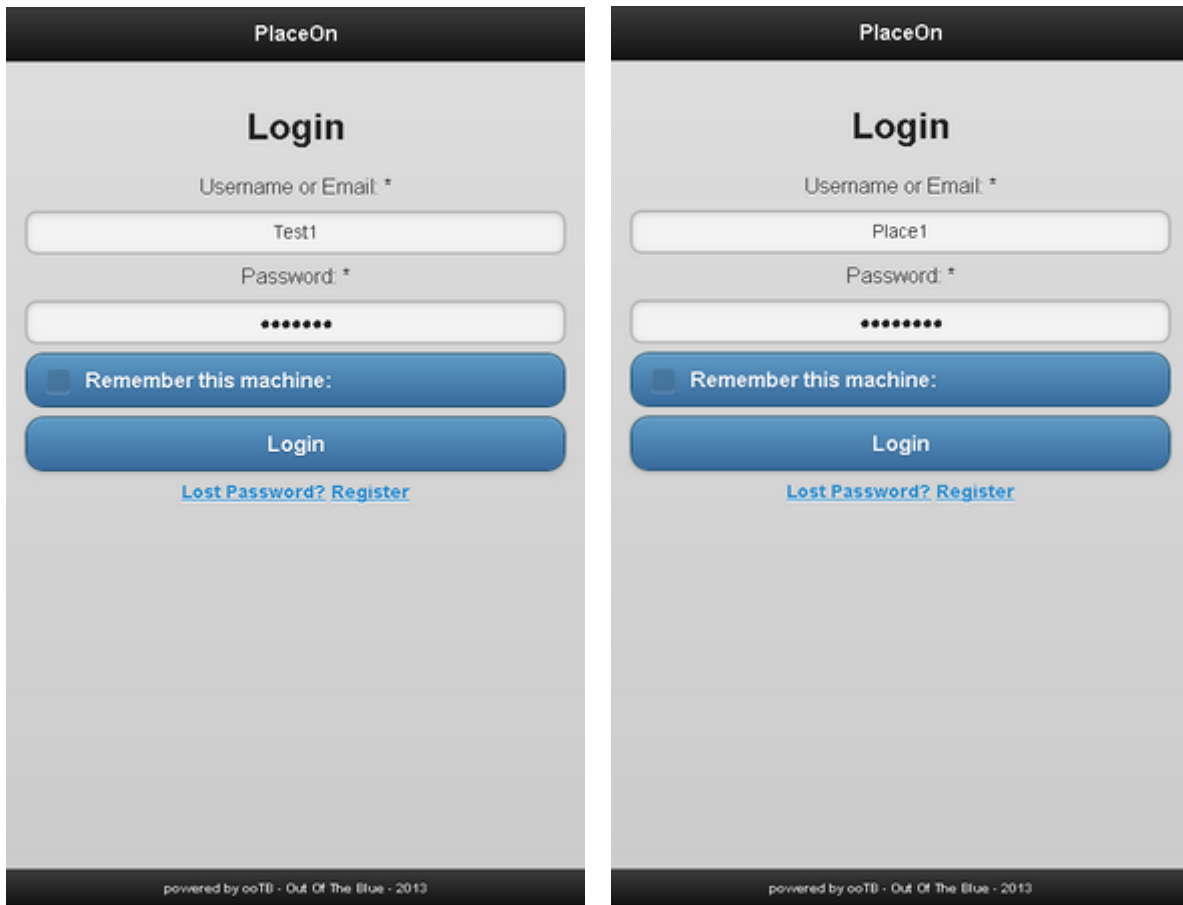 PlaceOn
Login
Username or Email: *
Test1
Password: *
•••••••
Remember this machine:
Login
Lost Password? Register
powered by ooTB - Out Of The Blue - 2013
PlaceOn
Login
Username or Email: *
Place1
Password: *
••••••••
Remember this machine:
Login
Lost Password? Register
powered by ooTB - Out Of The Blue - 2013